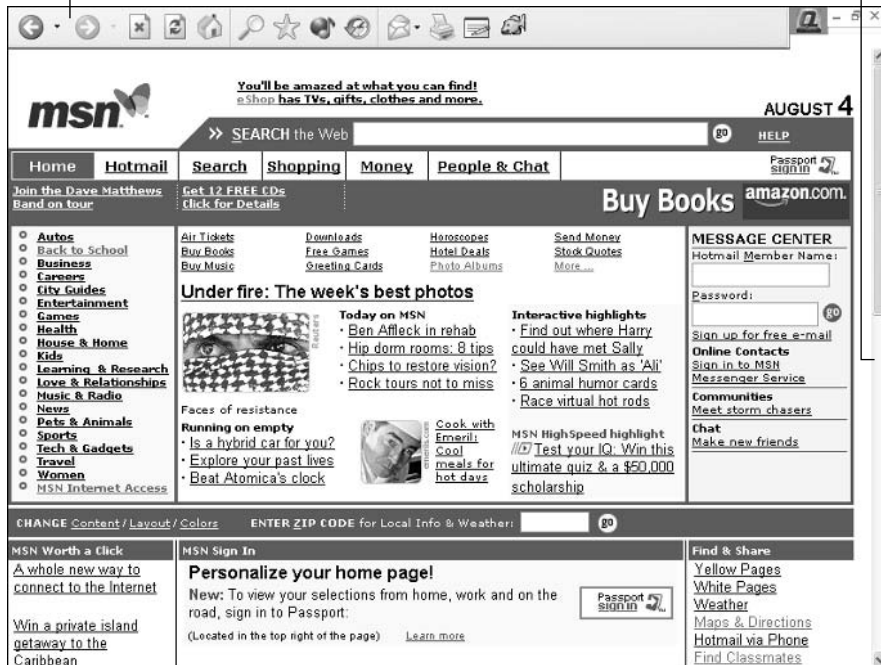 You'll be amazed at what you can find!
eShop has TVs, gifts, clothes and more.
msn
AUGUST 4
>> SEARCH the Web
go
HELP
Home
Hotmail
Search
Shopping
Money
People & Chat
Passport
sign in
Join the Dave Matthews
Band on tour
Get 12 FREE CDs
Click for Details
Buy Books
amazon.com.
Autos
Back to School
Business
Careers
City Guides
Entertainment
Games
Health
House & Home
Kids
Learning & Research
Love & Relationships
Music & Radio
News
Pets & Animals
Sports
Tech & Gadgets
Travel
Women
MSN Internet Access
Air Tickets
Downloads
Horoscopes
Send Money
Buy Books
Free Games
Hotel Deals
Stock Quotes
Buy Music
Greeting Cards
Photo Albums
More ...
Under fire: The week's best photos
Reuters
Faces of resistance
Today on MSN
· Ben Affleck in rehab
· Hip dorm rooms: 8 tips
· Chips to restore vision?
· Rock tours not to miss
Running on empty
· Is a hybrid car for you?
· Explore your past lives
· Beat Atomica's clock
emerils.com
Cook with
Emeril:
Cool
meals for
hot days
Interactive highlights
· Find out where Harry
could have met Sally
· See Will Smith as 'Ali'
· 6 animal humor cards
· Race virtual hot rods
MSN HighSpeed highlight
Test your IQ: Win this
ultimate quiz & a $50,000
scholarship
MESSAGE CENTER
Hotmail Member Name:
Password:
go
Sign up for free e-mail
Online Contacts
Sign in to MSN
Messenger Service
Communities
Meet storm chasers
Chat
Make new friends
CHANGE Content / Layout / Colors
ENTER ZIP CODE for Local Info & Weather:
go
MSN Worth a Click
A whole new way to
connect to the Internet
Win a private island
getaway to the
Caribbean
MSN Sign In
Personalize your home page!
New: To view your selections from home, work and on the
road, sign in to Passport:
(Located in the top right of the page)
Learn more
Passport
sign in
Find & Share
Yellow Pages
White Pages
Weather
Maps & Directions
Hotmail via Phone
Find Classmates